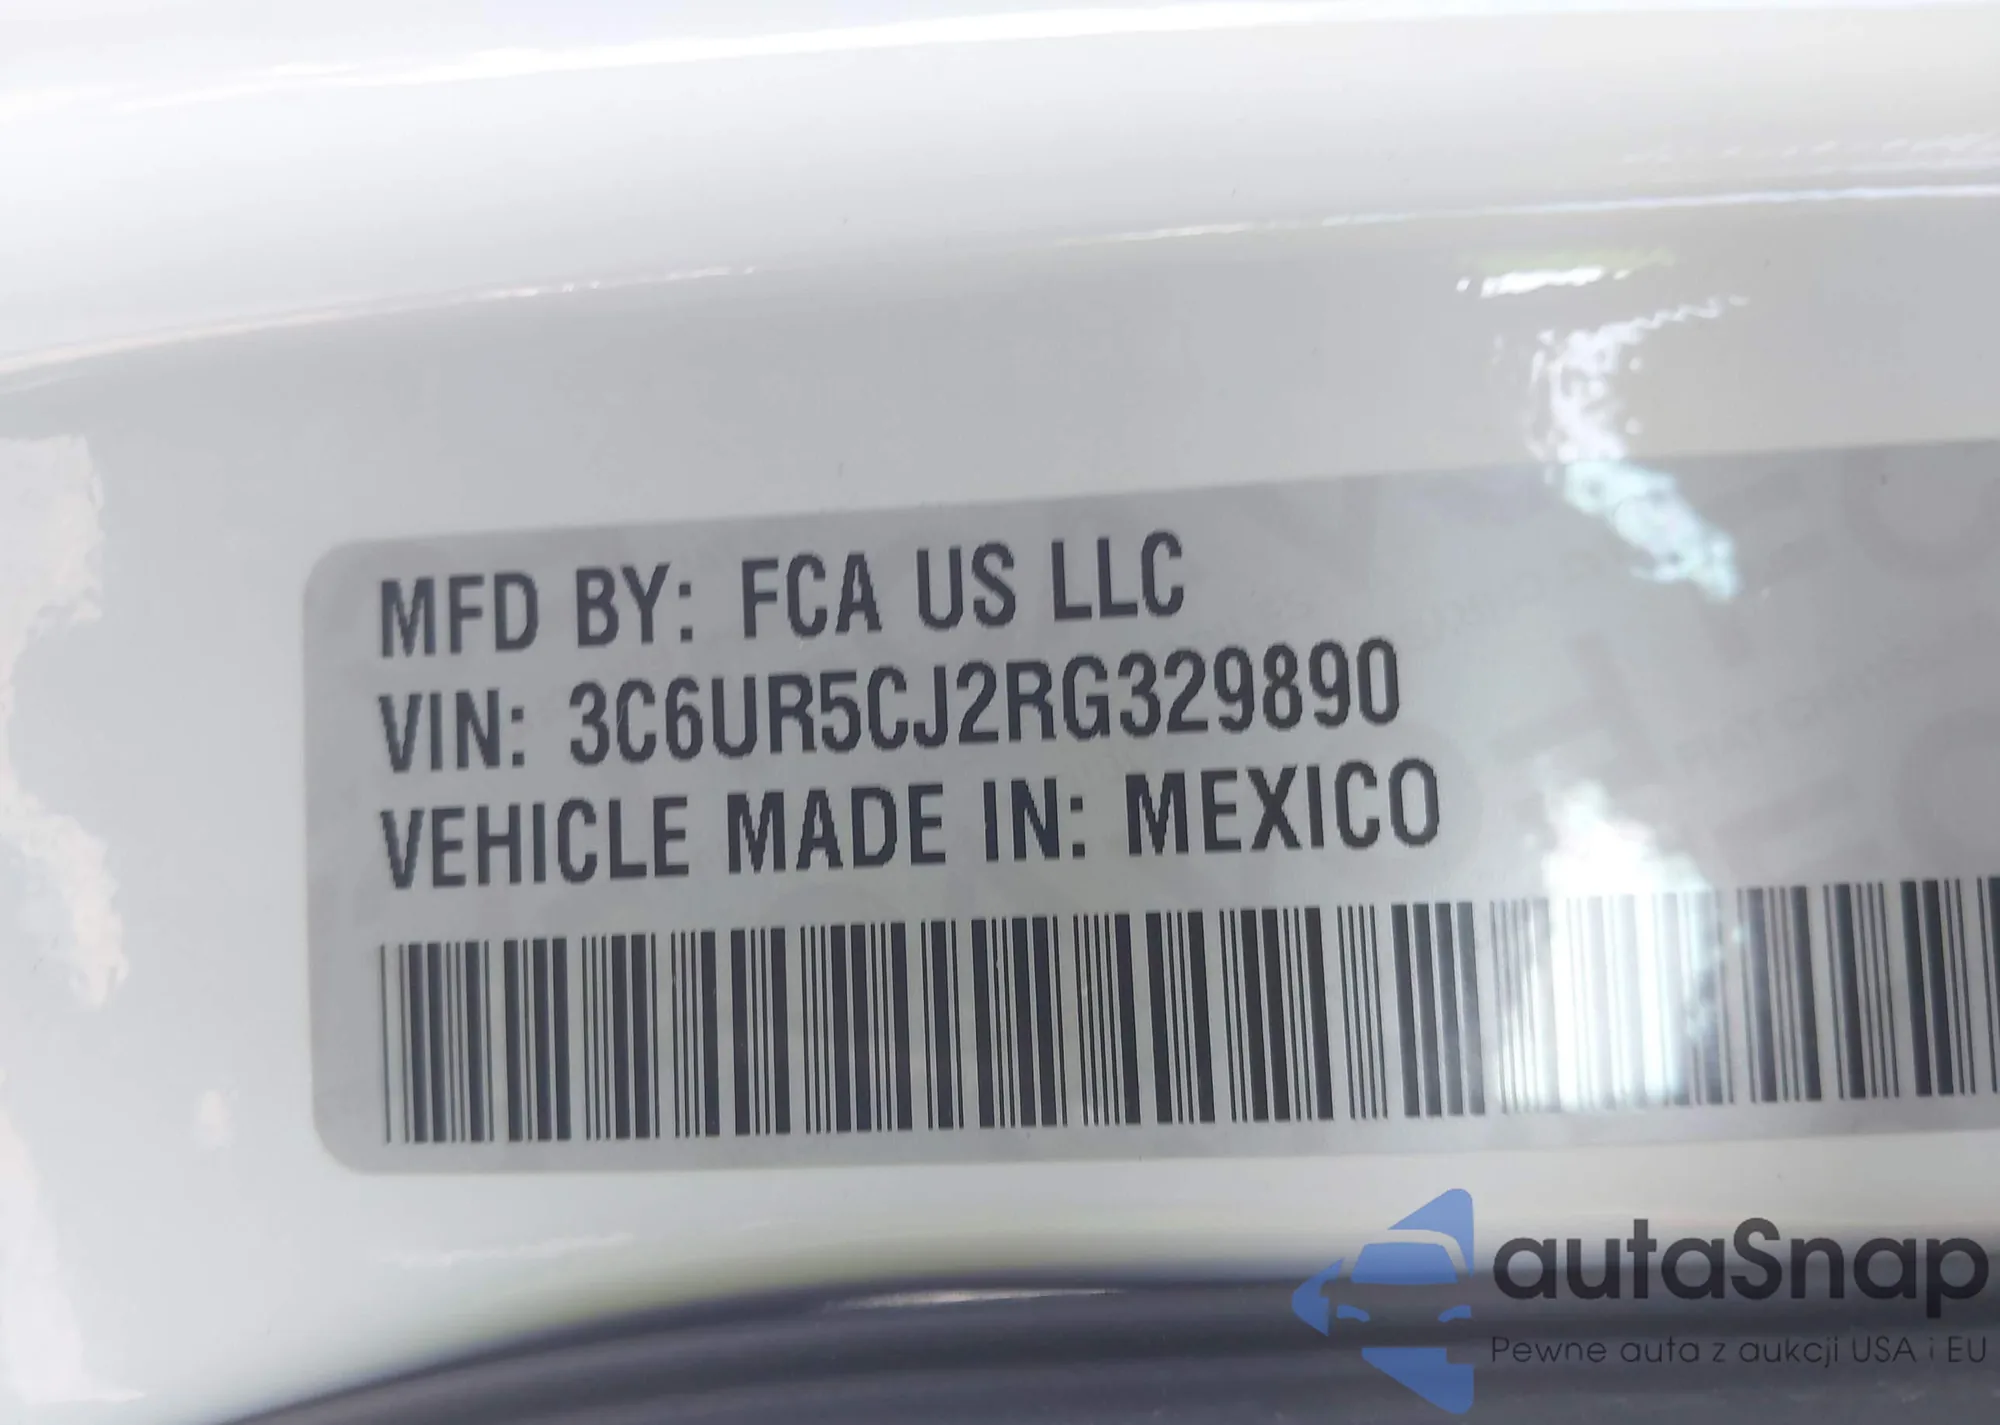 MFD BY: FCA US LLC
VIN: 3C6UR5CJ2RG329890
VEHICLE MADE IN: MEXICO
autaSnap
Pewne auta z aukcji USA i EU